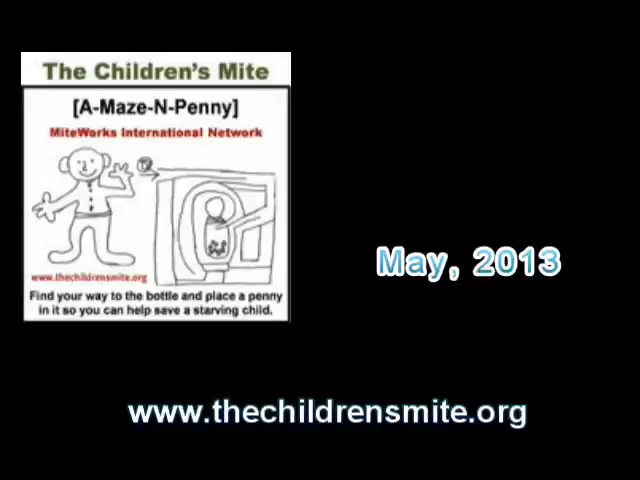 The Children's Mite
[A-Maze-N-Penny]
MiteWorks International Network
www.thechildrensmite.org
Find your way to the bottle and place a penny
in it so you can help save a starving child.
May, 2013
www.thechildrensmite.org